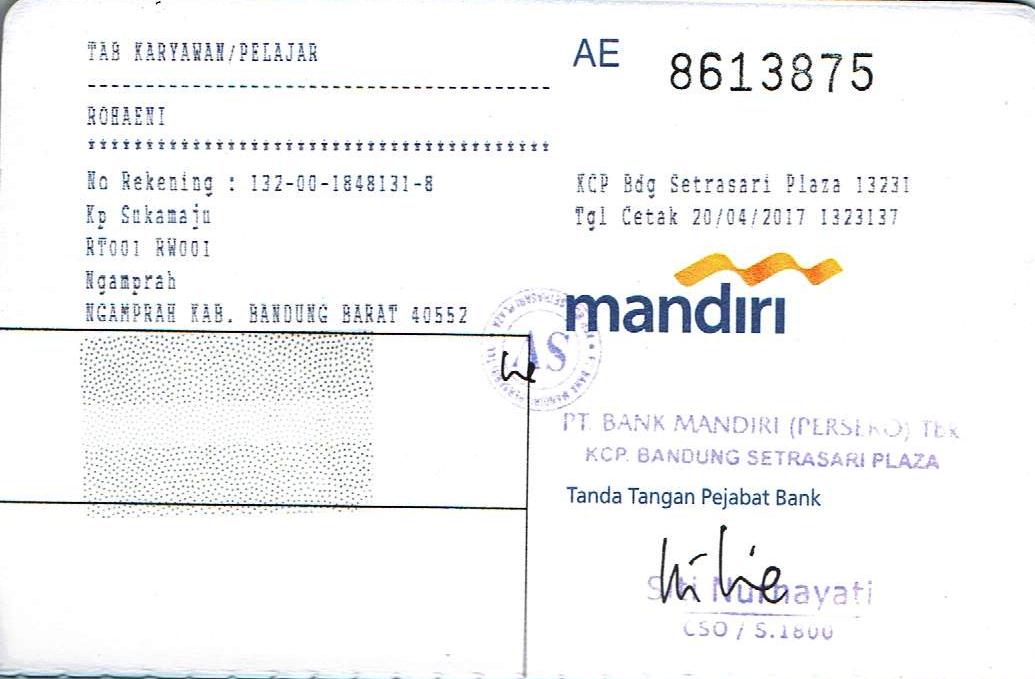 TAB KARYAWAN/PELAJAR
AE 8613875
ROHAENI
No Rekening : 132-00-1848131-8
Kp Sukamaju
RT001 RW001
Ngamprah
NGAMPRAH KAB. BANDUNG BARAT 40552
KCP Bdg Setrasari Plaza 13231
Tgl Cetak 20/04/2017 1323137
mandiri
AS
PT. BANK MANDIRI (PERSERO) TBK
KCP. BANDUNG SETRASARI PLAZA
Tanda Tangan Pejabat Bank
Siti Nurhayati
CSO / S.1800